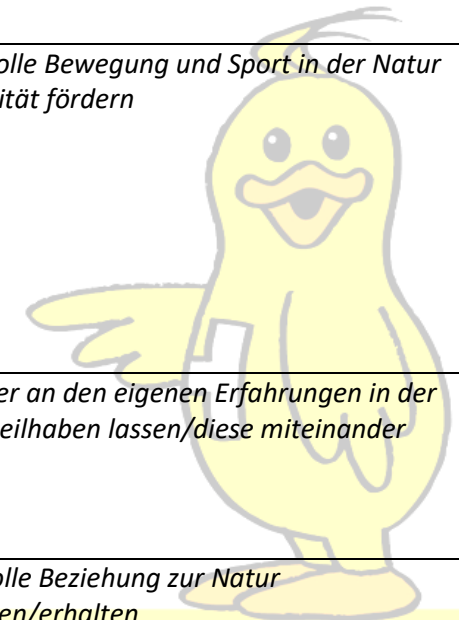 olle Bewegung und Sport in der Natur
ität fördern
er an den eigenen Erfahrungen in der
eilhaben lassen/diese miteinander
olle Beziehung zur Natur
en/erhalten